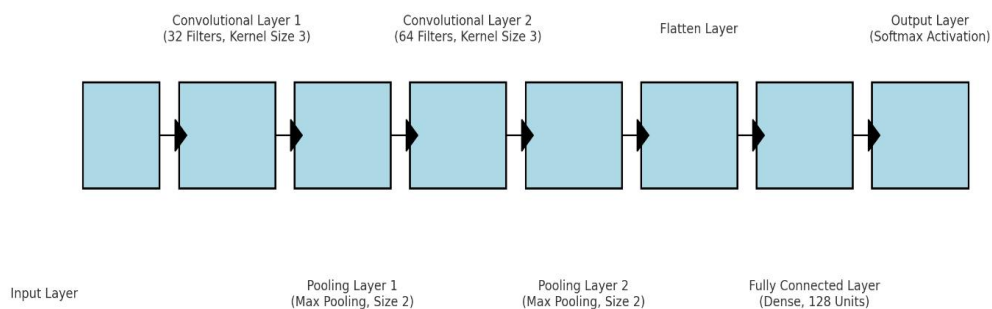 Convolutional Layer 1
(32 Filters, Kernel Size 3)
Convolutional Layer 2
(64 Filters, Kernel Size 3)
Flatten Layer
Output Layer
(Softmax Activation)
Input Layer
Pooling Layer 1
(Max Pooling, Size 2)
Pooling Layer 2
(Max Pooling, Size 2)
Fully Connected Layer
(Dense, 128 Units)